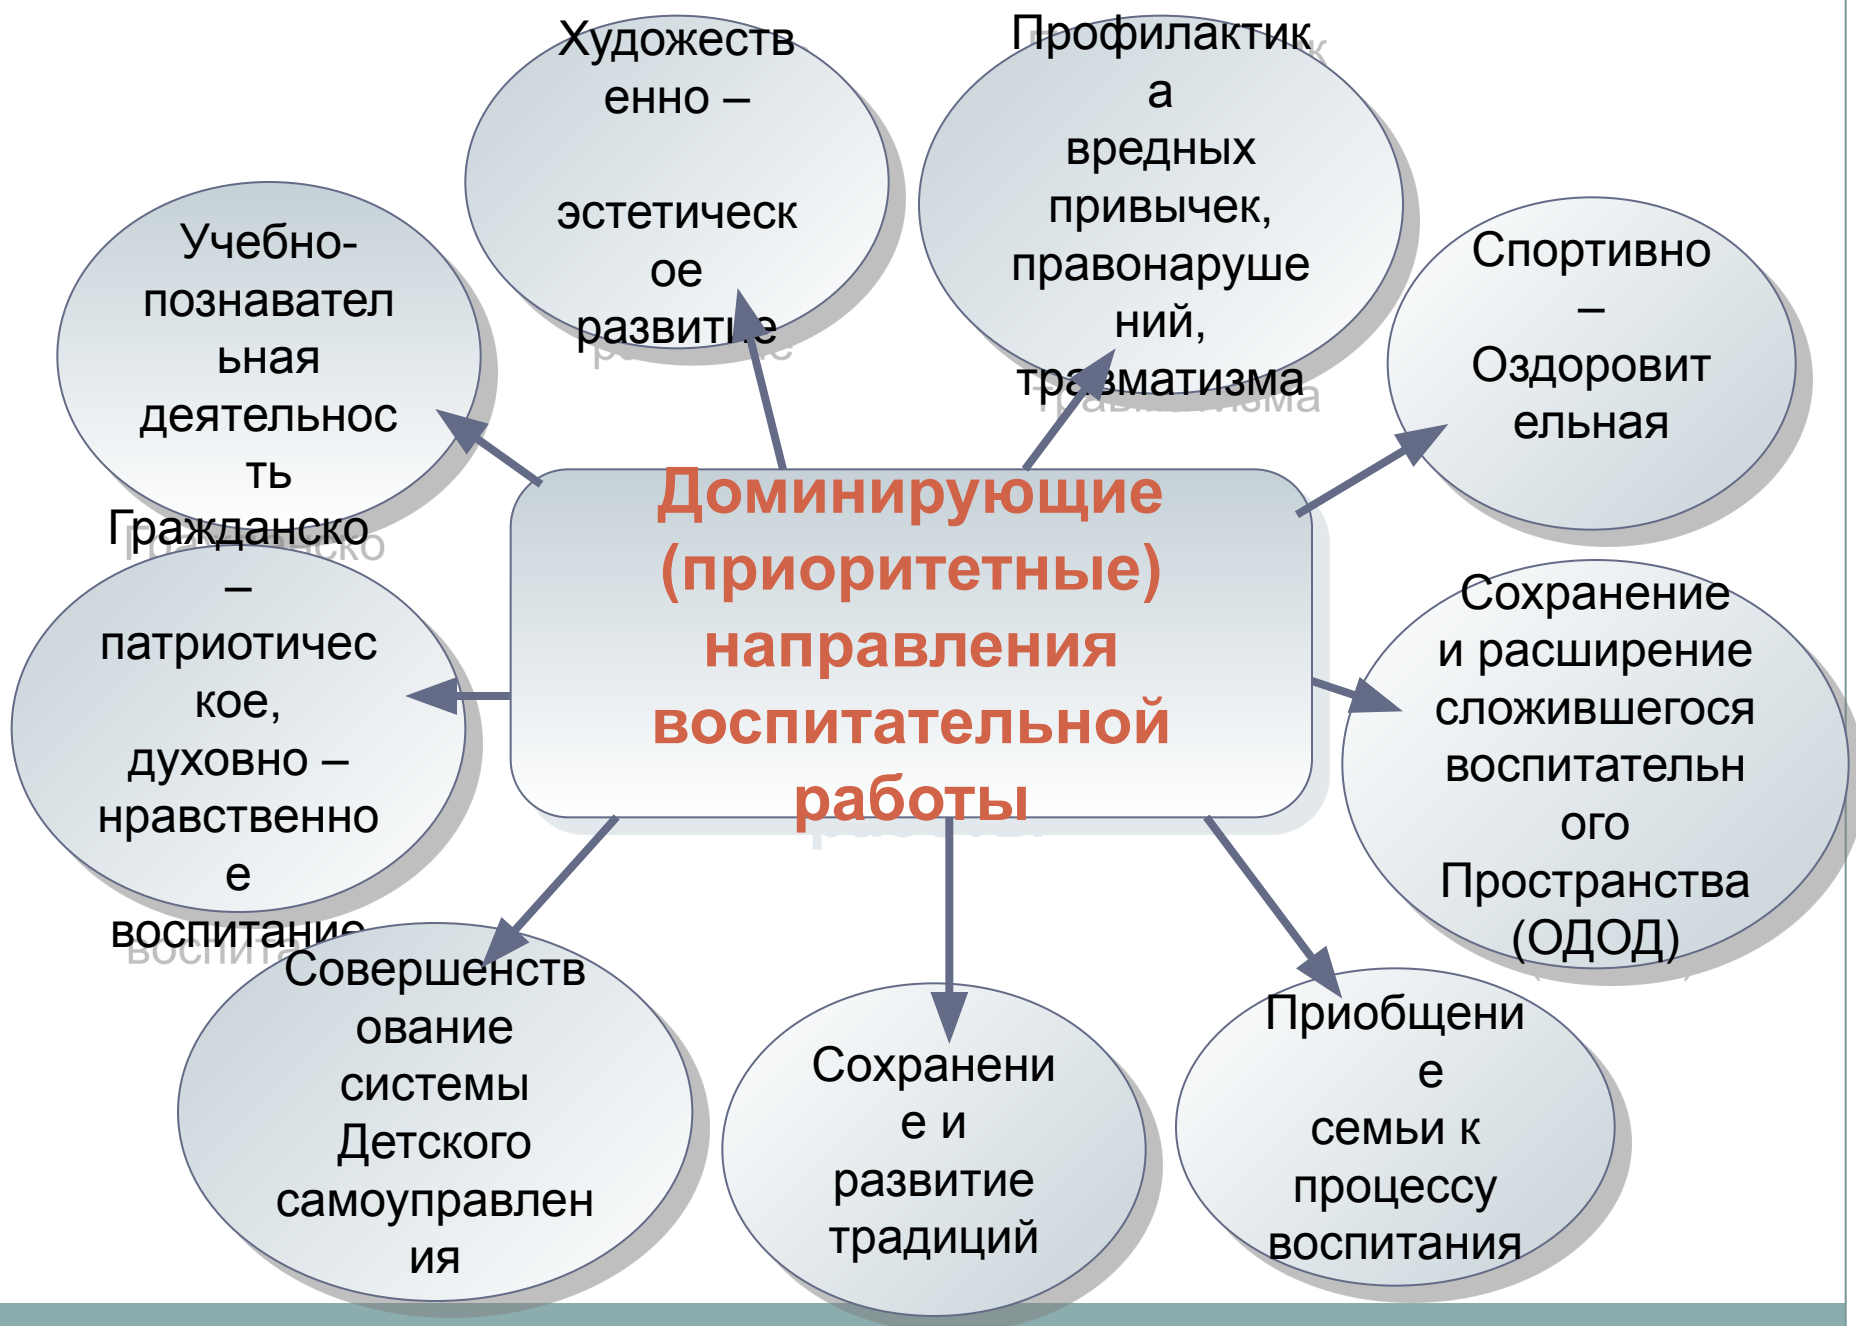 Художеств
енно –
эстетическ
ое
развитие
Профилактик
а
вредных
привычек,
правонаруше
ний,
травматизма
Учебно-
познавател
ьная
деятельнос
ть
Спортивно
–
Оздоровит
ельная
Доминирующие
(приоритетные)
направления
воспитательной
работы
Гражданско
–
патриотичес
кое,
духовно –
нравственно
е
воспитание
Сохранение
и расширение
сложившегося
воспитательн
ого
Пространства
(ОДОД)
Совершенств
ование
системы
Детского
самоуправлен
ия
Сохранени
е и
развитие
традиций
Приобщени
е
семьи к
процессу
воспитания